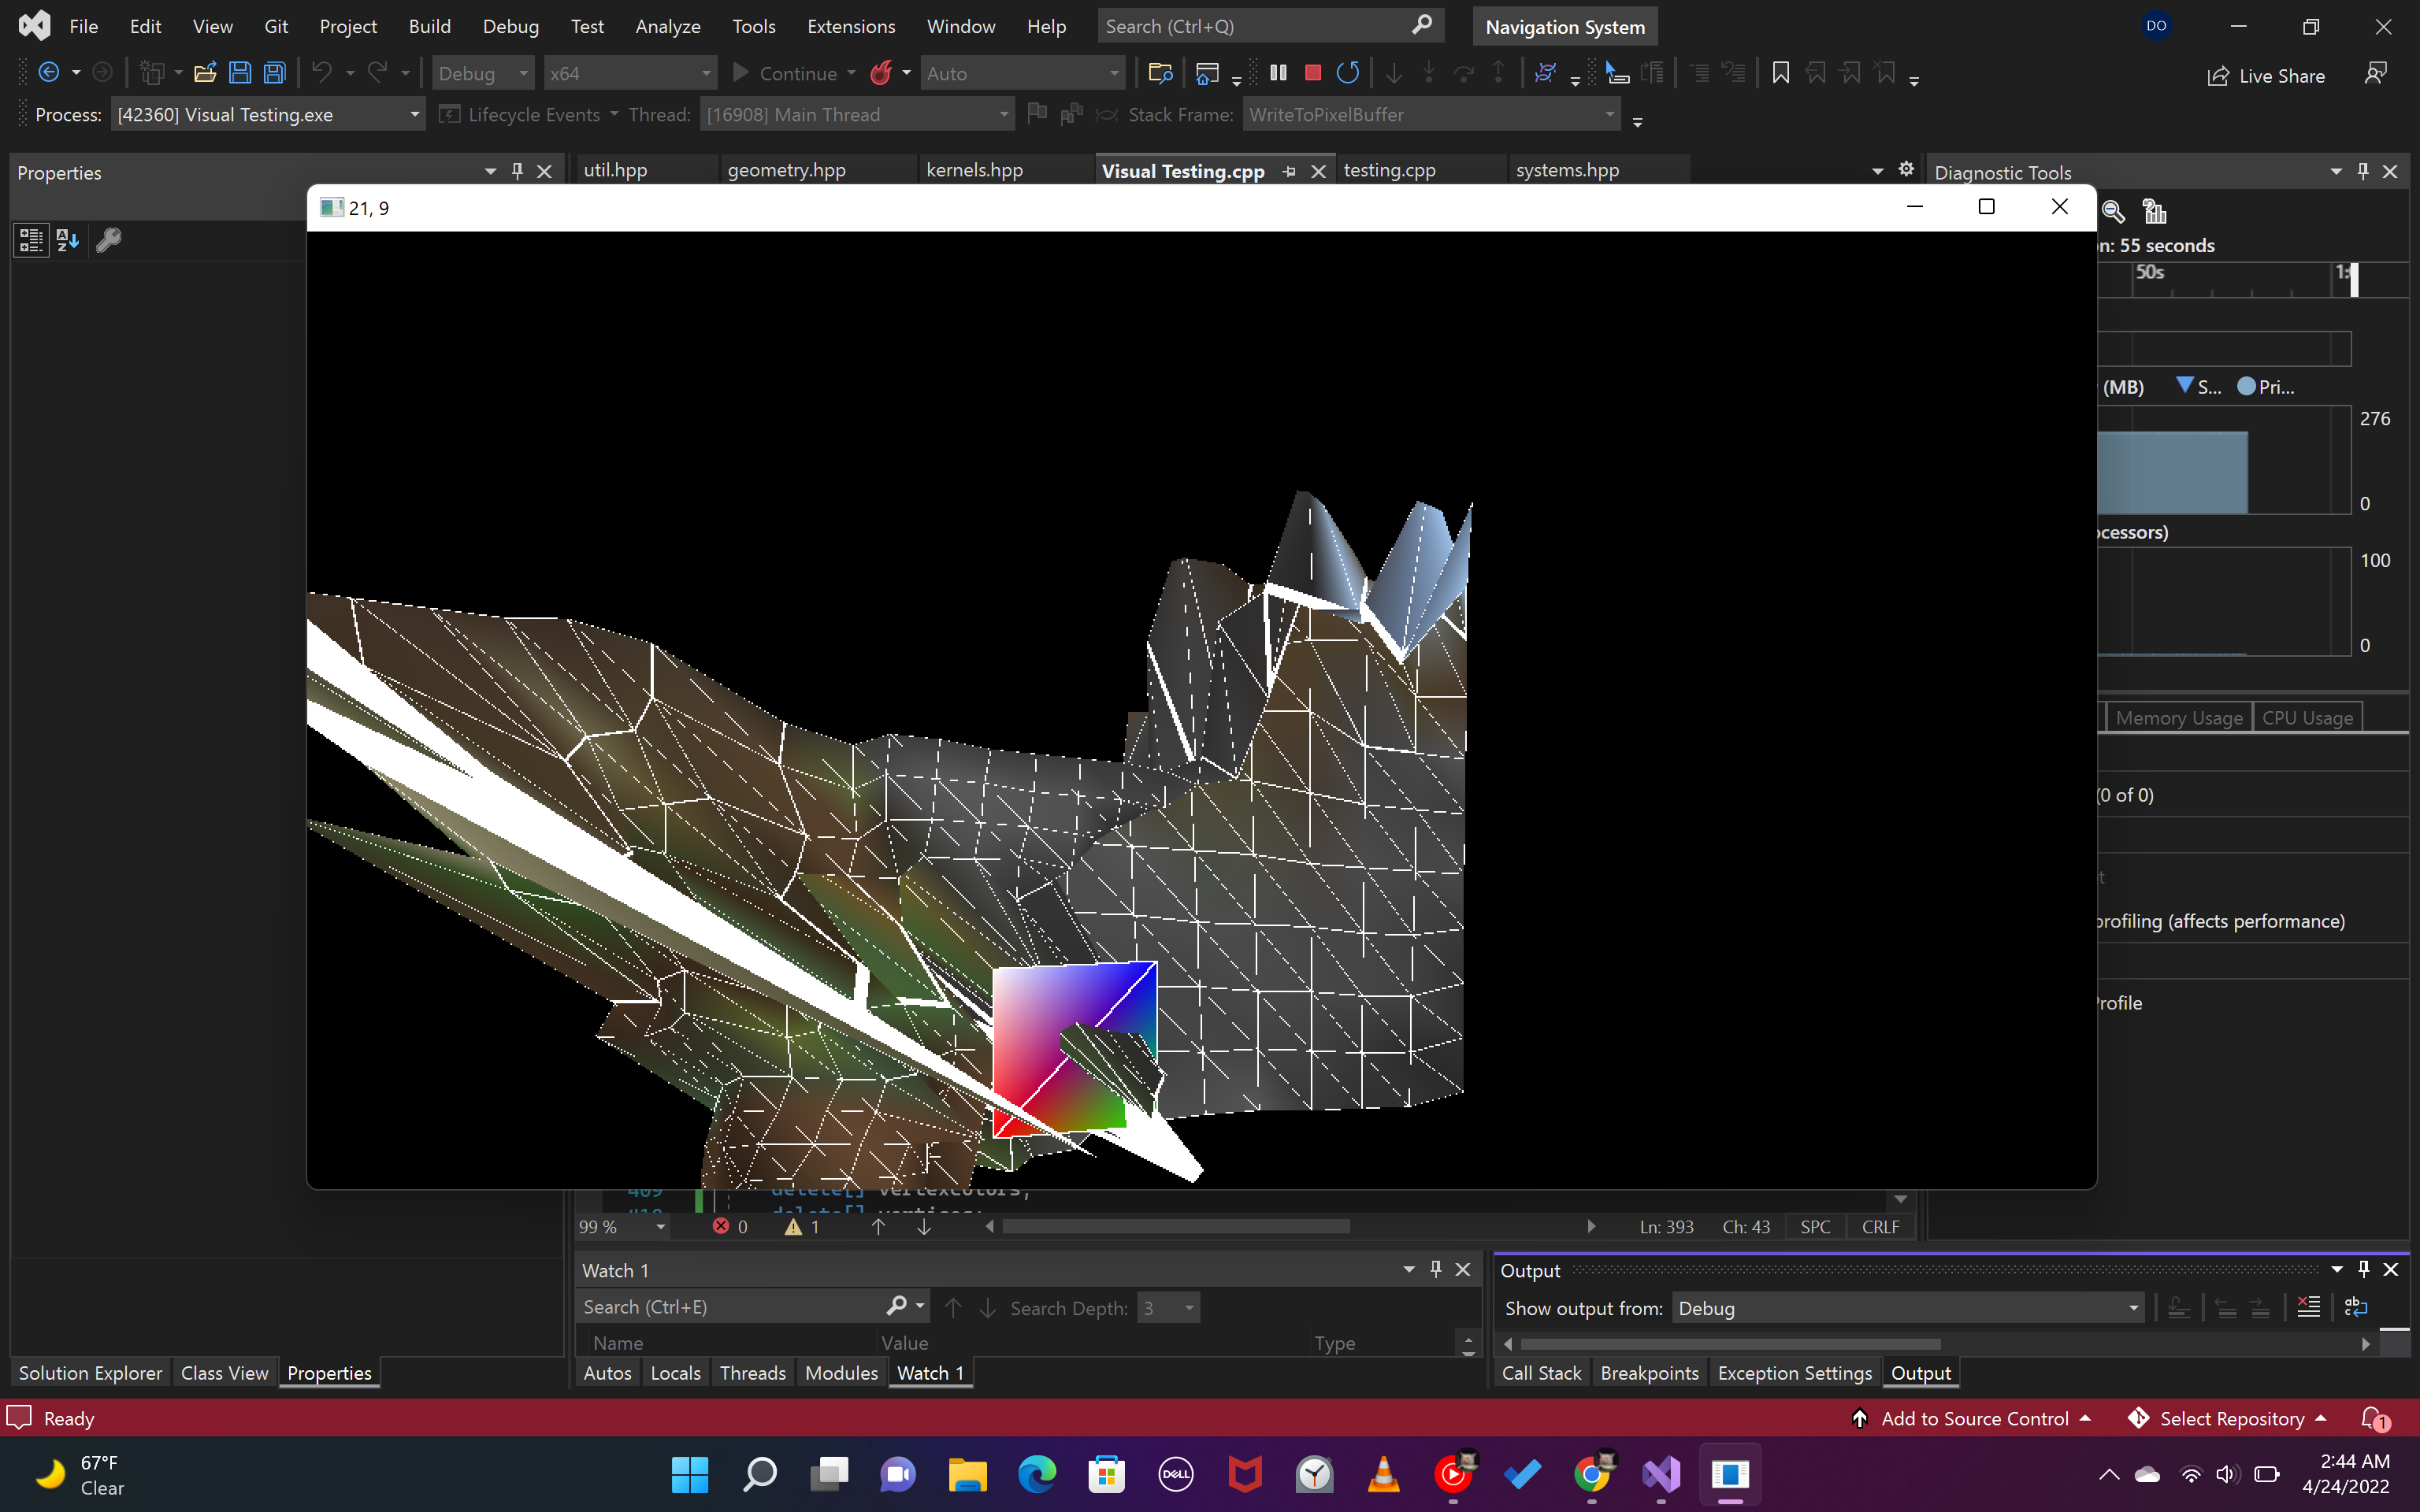 File Edit View Git Project Build Debug Test Analyze Tools Extensions Window Help Search (Ctrl+Q) Navigation System DO
Debug x64 Continue Auto Live Share
Process: [42360] Visual Testing.exe Lifecycle Events Thread: [16908] Main Thread Stack Frame: WriteToPixelBuffer
Properties util.hpp geometry.hpp kernels.hpp Visual Testing.cpp testing.cpp systems.hpp Diagnostic Tools
21, 9
n: 55 seconds
50s 1:
(MB) S... Pri...
276
0
ocessors)
100
0
Memory Usage CPU Usage
(0 of 0)
t
profiling (affects performance)
Profile
409 delete[] vertexColors;
410 delete[] vertices;
99 % 0 1 Ln: 393 Ch: 43 SPC CRLF
Watch 1 Output
Search (Ctrl+E) Search Depth: 3 Show output from: Debug
Name Value Type
Solution Explorer Class View Properties Autos Locals Threads Modules Watch 1 Call Stack Breakpoints Exception Settings Output
Ready Add to Source Control Select Repository 1
67°F
Clear
DELL
2:44 AM
4/24/2022